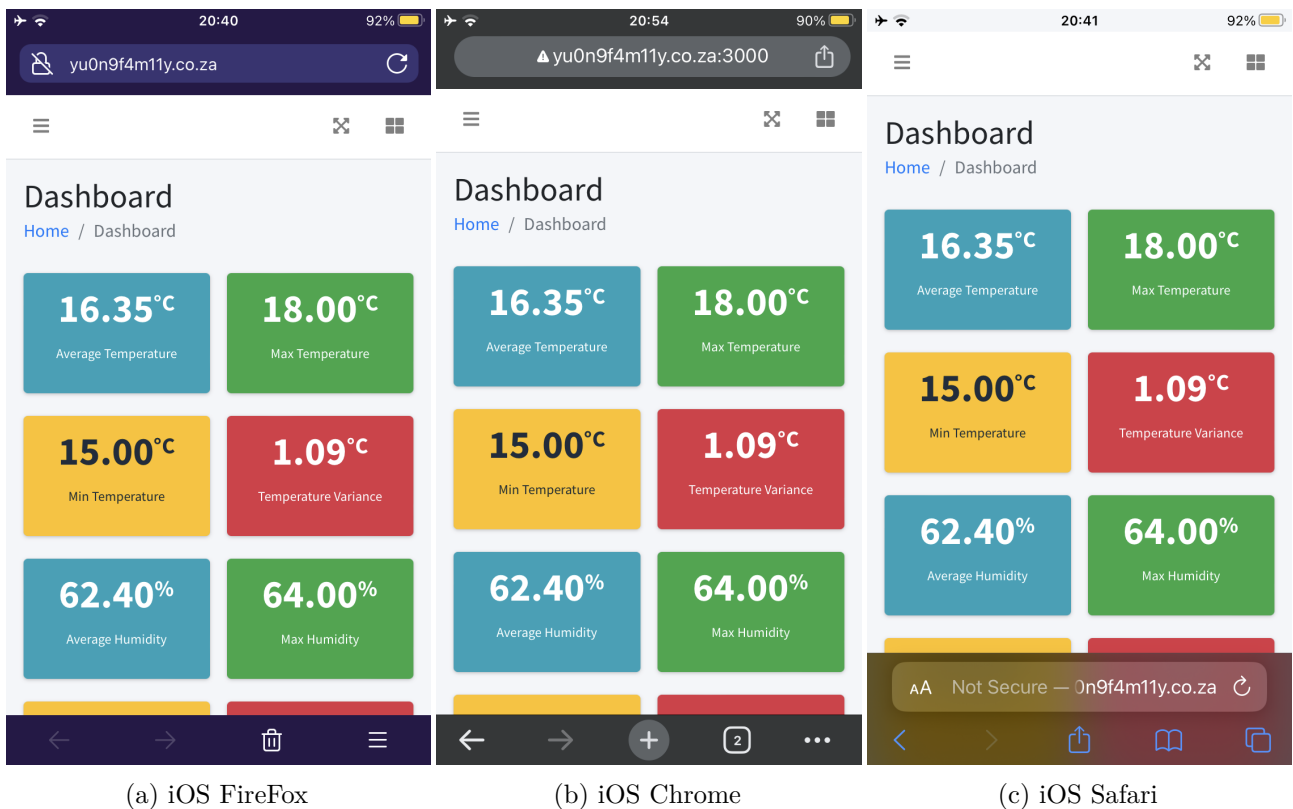 20:40
92%
yu0n9f4m11y.co.za
Dashboard
Home / Dashboard
16.35°C
Average Temperature
18.00°C
Max Temperature
15.00°C
Min Temperature
1.09°C
Temperature Variance
62.40%
Average Humidity
64.00%
Max Humidity
(a) iOS FireFox
20:54
90%
yu0n9f4m11y.co.za:3000
Dashboard
Home / Dashboard
16.35°C
Average Temperature
18.00°C
Max Temperature
15.00°C
Min Temperature
1.09°C
Temperature Variance
62.40%
Average Humidity
64.00%
Max Humidity
2
(b) iOS Chrome
20:41
92%
Dashboard
Home / Dashboard
16.35°C
Average Temperature
18.00°C
Max Temperature
15.00°C
Min Temperature
1.09°C
Temperature Variance
62.40%
Average Humidity
64.00%
Max Humidity
AA Not Secure — 0n9f4m11y.co.za
(c) iOS Safari